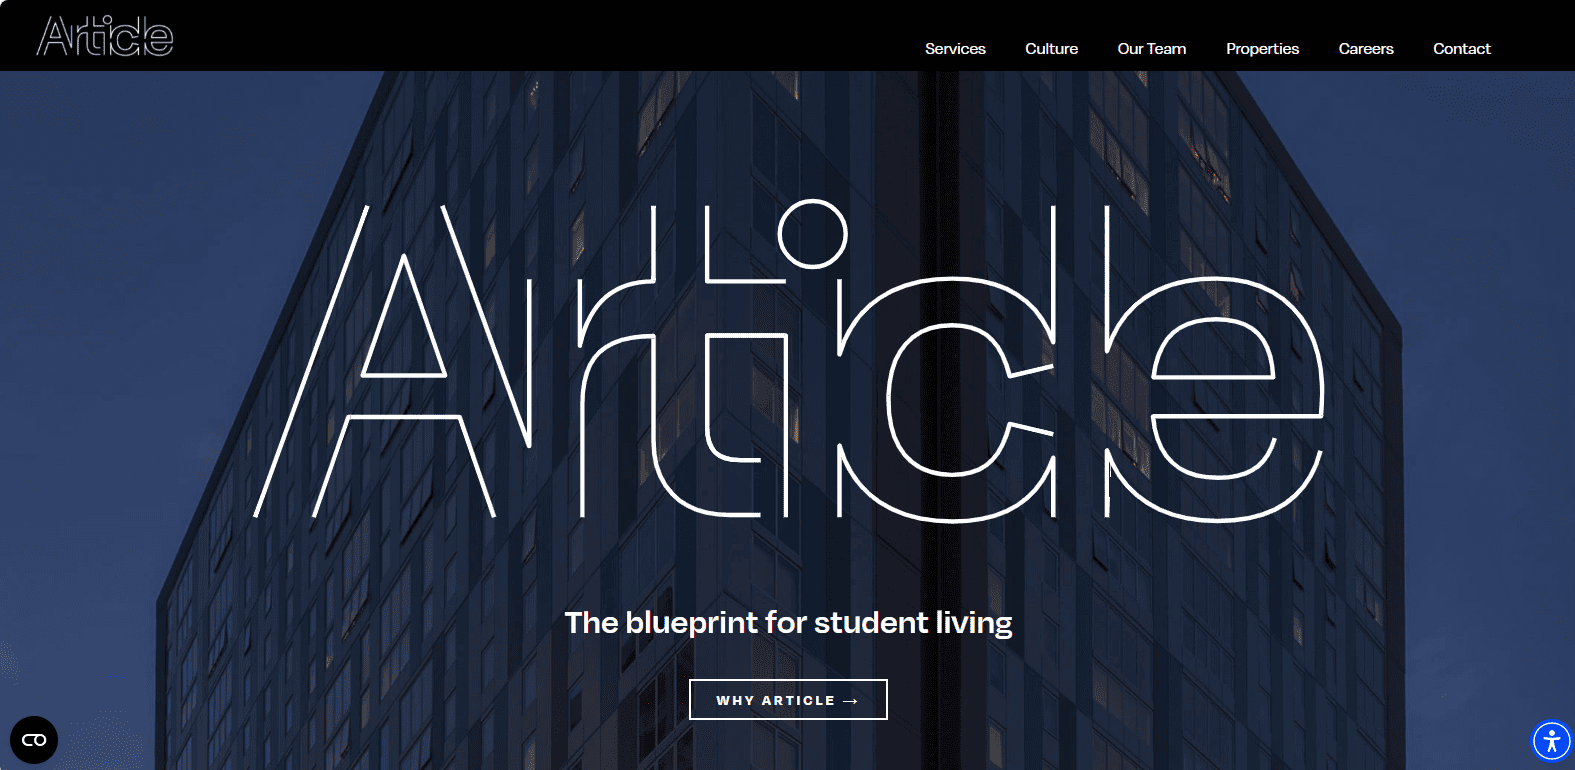 Article
Services
Culture
Our Team
Properties
Careers
Contact
Article
The blueprint for student living
WHY ARTICLE →